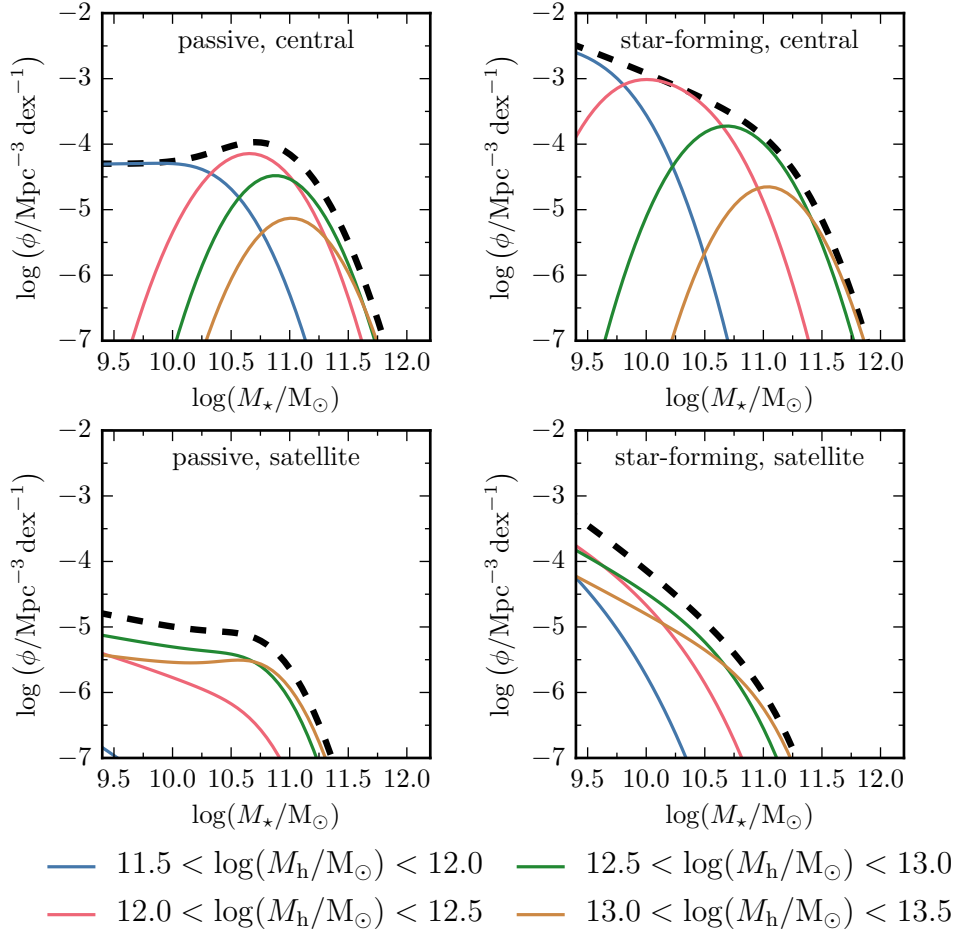 passive, central
−2
−3
−4
−5
−6
−7
log (ϕ/Mpc⁻³ dex⁻¹)
9.5 10.0 10.5 11.0 11.5 12.0
log(M⋆/M⊙)
star-forming, central
−2
−3
−4
−5
−6
−7
log (ϕ/Mpc⁻³ dex⁻¹)
9.5 10.0 10.5 11.0 11.5 12.0
log(M⋆/M⊙)
passive, satellite
−2
−3
−4
−5
−6
−7
log (ϕ/Mpc⁻³ dex⁻¹)
9.5 10.0 10.5 11.0 11.5 12.0
log(M⋆/M⊙)
star-forming, satellite
−2
−3
−4
−5
−6
−7
log (ϕ/Mpc⁻³ dex⁻¹)
9.5 10.0 10.5 11.0 11.5 12.0
log(M⋆/M⊙)
11.5 < log(Mₕ/M⊙) < 12.0
12.0 < log(Mₕ/M⊙) < 12.5
12.5 < log(Mₕ/M⊙) < 13.0
13.0 < log(Mₕ/M⊙) < 13.5